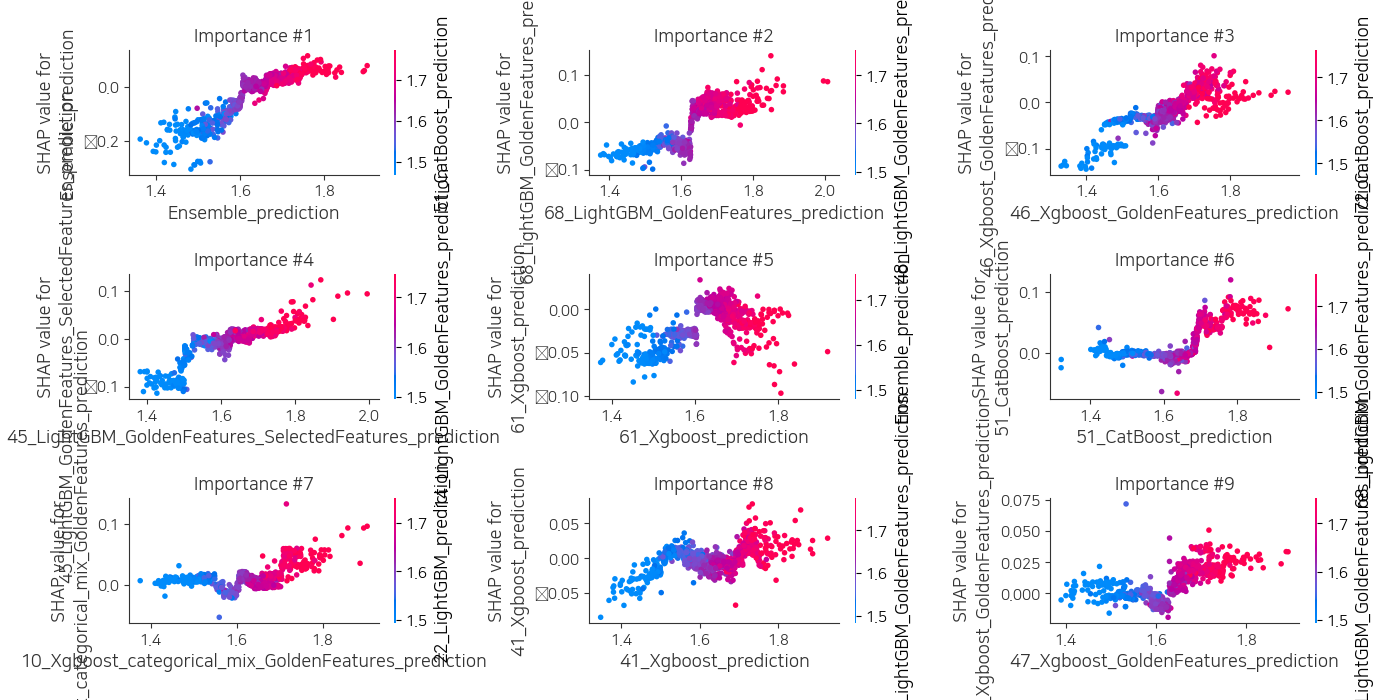 Importance #1
SHAP value for
Ensemble_prediction
0.0
0.2
1.4
1.6
1.8
Ensemble_prediction
1.7
1.6
1.5
51_CatBoost_prediction
Importance #2
SHAP value for
68_LightGBM_GoldenFeatures_prediction
0.1
0.0
0.1
1.4
1.6
1.8
2.0
68_LightGBM_GoldenFeatures_prediction
1.7
1.6
1.5
Importance #3
SHAP value for
46_Xgboost_GoldenFeatures_prediction
0.1
0.0
0.1
1.4
1.6
1.8
46_Xgboost_GoldenFeatures_prediction
1.7
1.6
1.5
Importance #4
SHAP value for
45_LightGBM_GoldenFeatures_SelectedFeatures_prediction
0.1
0.0
0.1
1.4
1.6
1.8
2.0
45_LightGBM_GoldenFeatures_SelectedFeatures_prediction
1.7
1.6
1.5
Importance #5
SHAP value for
61_Xgboost_prediction
0.00
0.05
0.10
1.4
1.6
1.8
61_Xgboost_prediction
1.7
1.6
1.5
Ensemble_prediction
Importance #6
SHAP value for
51_CatBoost_prediction
0.1
0.0
1.4
1.6
1.8
51_CatBoost_prediction
1.7
1.6
1.5
Importance #7
SHAP value for
0.1
0.0
1.4
1.6
1.8
10_Xgboost_categorical_mix_GoldenFeatures_prediction
1.7
1.6
1.5
22_LightGBM_prediction
Importance #8
SHAP value for
41_Xgboost_prediction
0.05
0.00
0.05
1.4
1.6
1.8
41_Xgboost_prediction
1.7
1.6
1.5
Importance #9
SHAP value for
0.075
0.050
0.025
0.000
1.4
1.6
1.8
47_Xgboost_GoldenFeatures_prediction
1.7
1.6
1.5